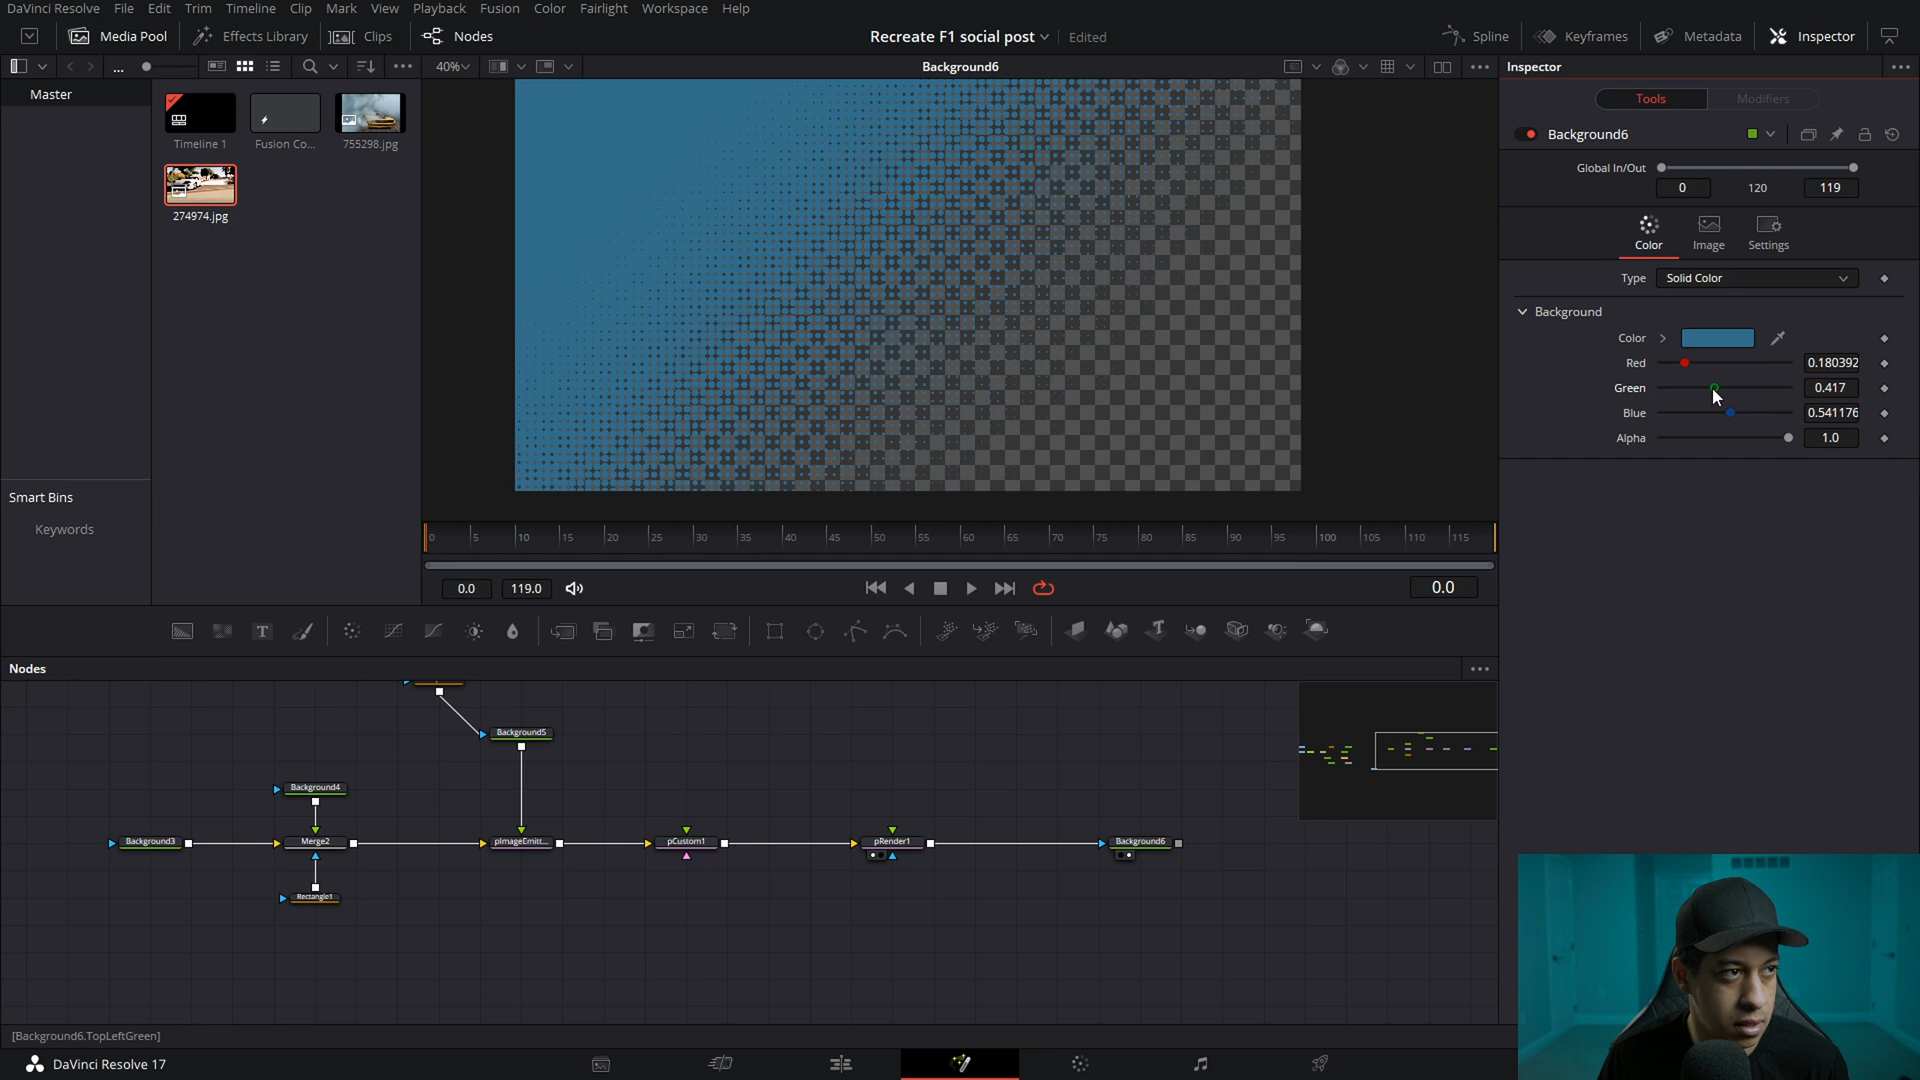 DaVinci Resolve File Edit Trim Timeline Clip Mark View Playback Fusion Color Fairlight Workspace Help
Media Pool Effects Library Clips Nodes Recreate F1 social post Edited Spline Keyframes Metadata Inspector
... 40% Background6 Inspector
Master
Timeline 1 Fusion Co... 755298.jpg
274974.jpg
Smart Bins
Keywords
Tools Modifiers
Background6
Global In/Out
0 120 119
Color Image Settings
Type Solid Color
Background
Color
Red 0.180392
Green 0.417
Blue 0.541176
Alpha 1.0
0 5 10 15 20 25 30 35 40 45 50 55 60 65 70 75 80 85 90 95 100 105 110 115
0.0 119.0 0.0
Nodes
Background5
Background4
Background3 Merge2 pImageEmitt... pCustom1 pRender1 Background6
Rectangle1
[Background6.TopLeftGreen]
DaVinci Resolve 17